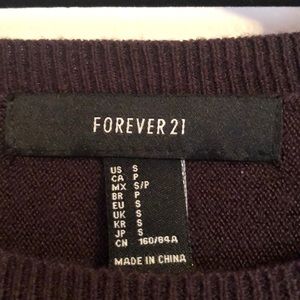 FOREVER 21
US S
CA P
MX S/P
BR P
EU S
UK S
KR S
JP S
CN 160/84A
MADE IN CHINA